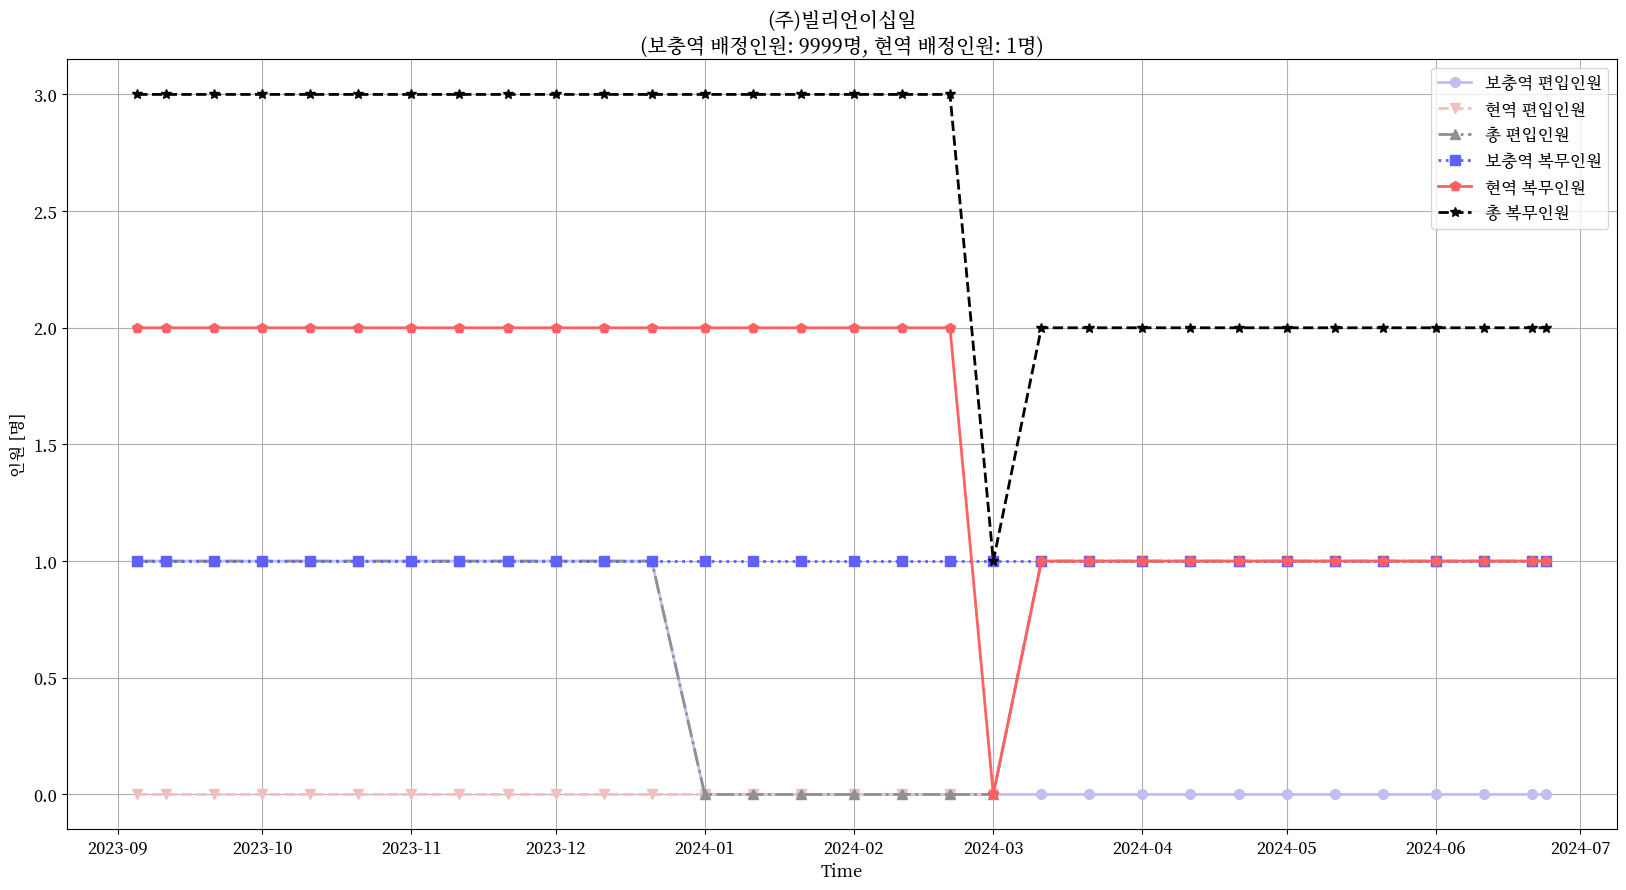 (주)빌리언이십일
(보충역 배정인원: 9999명, 현역 배정인원: 1명)
보충역 편입인원
현역 편입인원
총 편입인원
보충역 복무인원
현역 복무인원
총 복무인원
3.0
2.5
2.0
1.5
1.0
0.5
0.0
인원 [명]
2023-09 2023-10 2023-11 2023-12 2024-01 2024-02 2024-03 2024-04 2024-05 2024-06 2024-07
Time